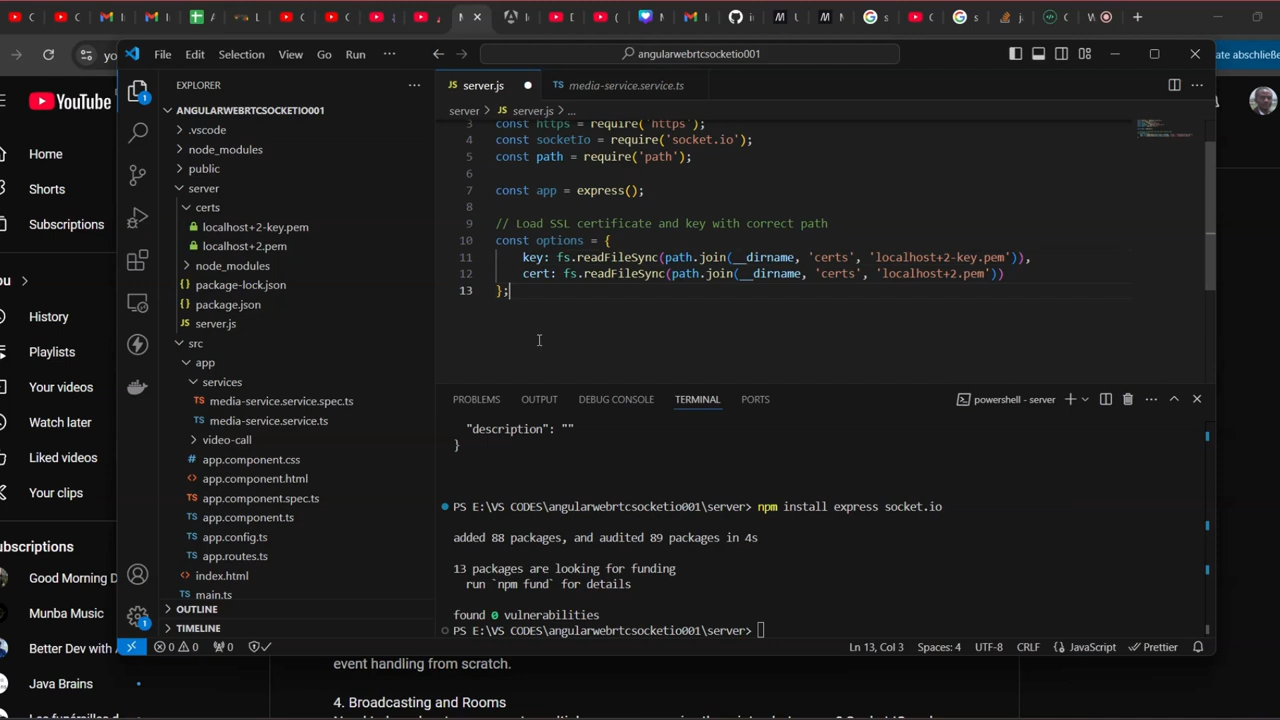 File Edit Selection View Go Run ...
angularwebrtcsocketio001
YouTube
Home
Shorts
Subscriptions
You
History
Playlists
Your videos
Watch later
Liked videos
Your clips
ubscriptions
Good Morning D
Munba Music
Better Dev with A
Java Brains
Les funérailles d
EXPLORER
ANGULARWEBRTCSOCKETIO001
.vscode
node_modules
public
server
certs
localhost+2-key.pem
localhost+2.pem
node_modules
package-lock.json
package.json
server.js
src
app
services
media-service.service.spec.ts
media-service.service.ts
video-call
app.component.css
app.component.html
app.component.spec.ts
app.component.ts
app.config.ts
app.routes.ts
index.html
main.ts
OUTLINE
TIMELINE
JS server.js
TS media-service.service.ts
server > JS server.js > ...
3 const https = require('https');
4 const socketIo = require('socket.io');
5 const path = require('path');
6
7 const app = express();
8
9 // Load SSL certificate and key with correct path
10 const options = {
11 key: fs.readFileSync(path.join(__dirname, 'certs', 'localhost+2-key.pem')),
12 cert: fs.readFileSync(path.join(__dirname, 'certs', 'localhost+2.pem'))
13 };
PROBLEMS OUTPUT DEBUG CONSOLE TERMINAL PORTS
powershell - server
"description": ""
}
PS E:\VS CODES\angularwebrtcsocketio001\server> npm install express socket.io
added 88 packages, and audited 89 packages in 4s
13 packages are looking for funding
run `npm fund` for details
found 0 vulnerabilities
PS E:\VS CODES\angularwebrtcsocketio001\server>
0 0 0
Ln 13, Col 3 Spaces: 4 UTF-8 CRLF JavaScript Prettier
event handling from scratch.
4. Broadcasting and Rooms
ate abschließe